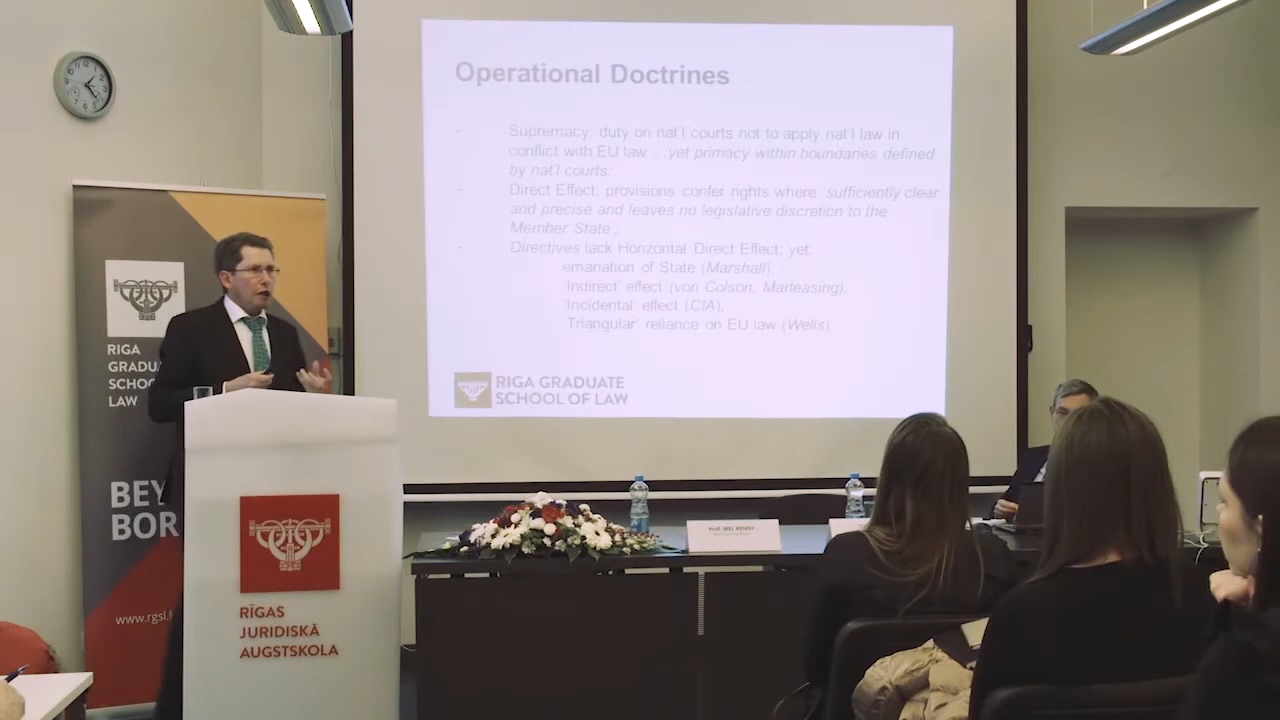 Operational Doctrines
- Supremacy: duty on nat'l courts not to apply nat'l law in
conflict with EU law ...yet primacy within boundaries defined
by nat'l courts.
- Direct Effect: provisions confer rights where sufficiently clear
and precise and leaves no legislative discretion to the
Member State.
- Directives lack Horizontal Direct Effect: yet:
emanation of State (Marshall),
'Indirect' effect (von Colson, Marleasing),
'Incidental' effect (CIA),
'Triangular' reliance on EU law (Wells)
RIGA GRADUATE
SCHOOL OF LAW
RIGA
GRADU
SCHOO
LAW
BEY
BOR
www.rgsl.l
RĪGAS
JURIDISKĀ
AUGSTSKOLA
Prof. MEL KENNY